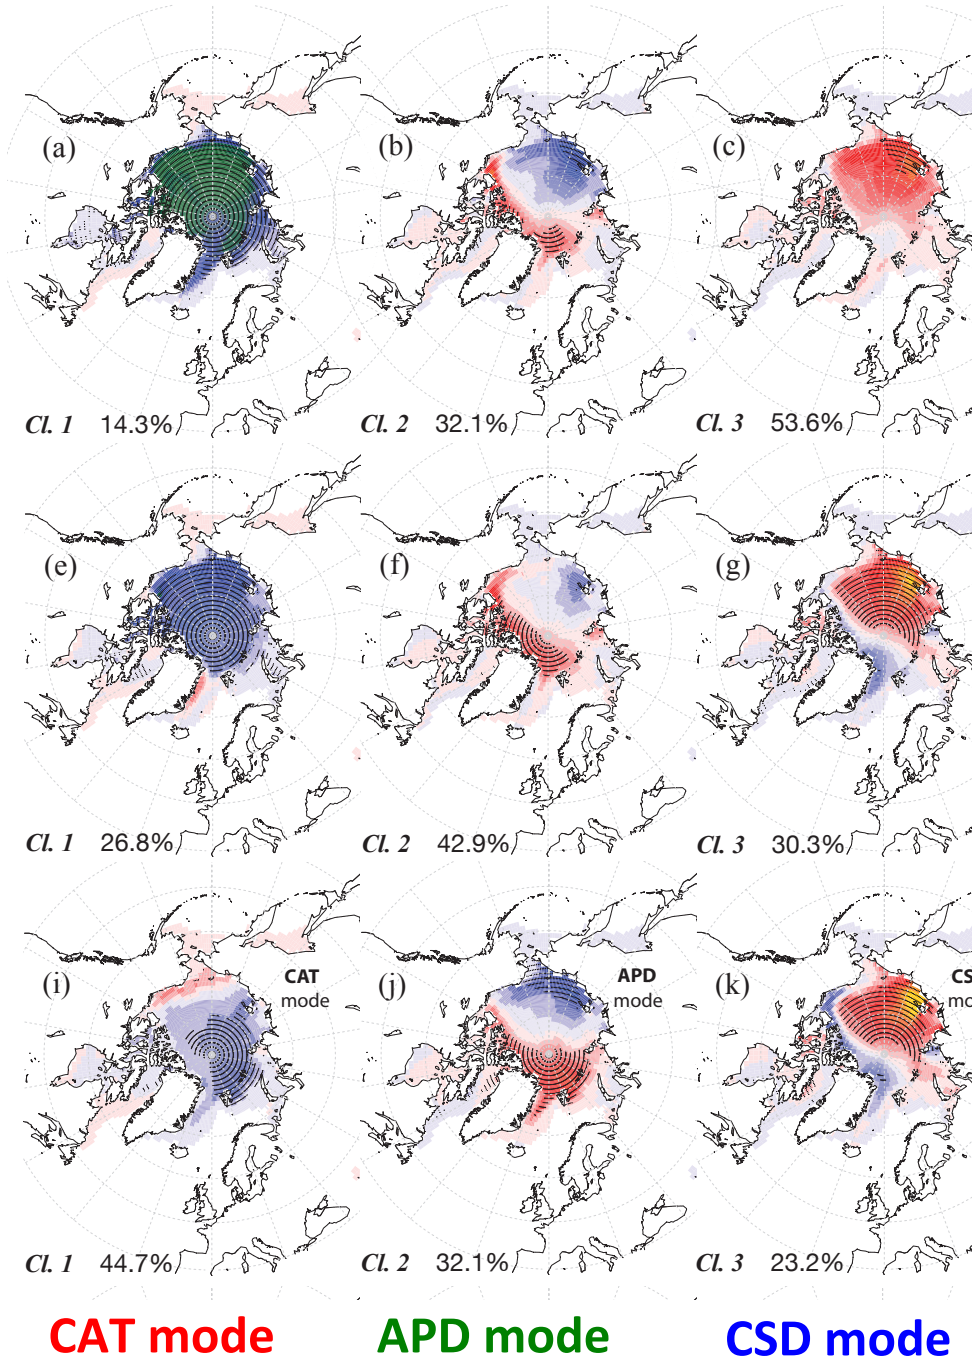 (a) (b) (c)
Cl. 1 14.3% Cl. 2 32.1% Cl. 3 53.6%
(e) (f) (g)
Cl. 1 26.8% Cl. 2 42.9% Cl. 3 30.3%
(i) CAT mode (j) APD mode (k) CS mo
Cl. 1 44.7% Cl. 2 32.1% Cl. 3 23.2%
CAT mode APD mode CSD mode